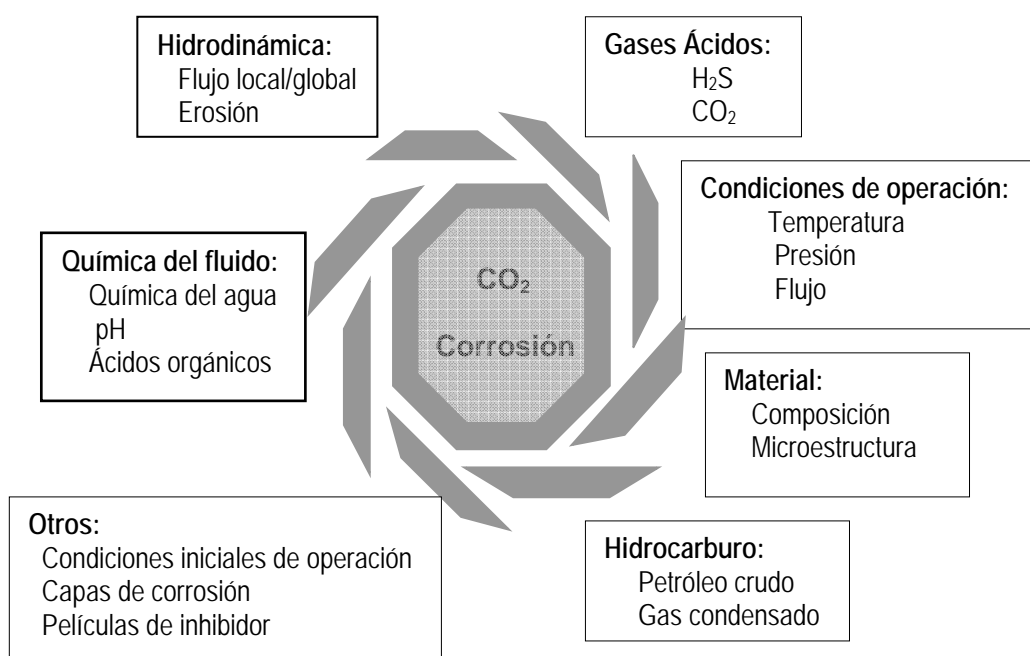 Hidrodinámica:
Flujo local/global
Erosión
Gases Ácidos:
H₂S
CO₂
Condiciones de operación:
Temperatura
Presión
Flujo
Química del fluido:
Química del agua
pH
Ácidos orgánicos
CO₂
Corrosión
Material:
Composición
Microestructura
Otros:
Condiciones iniciales de operación
Capas de corrosión
Películas de inhibidor
Hidrocarburo:
Petróleo crudo
Gas condensado